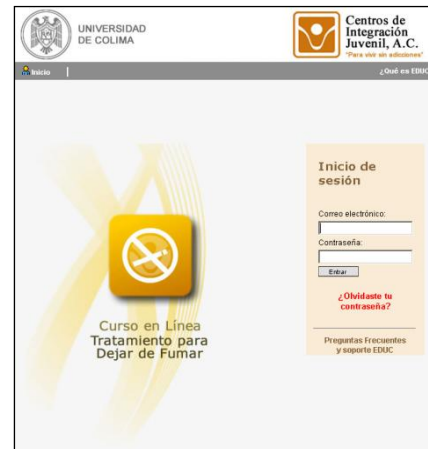 UNIVERSIDAD
DE COLIMA
Centros de
Integración
Juvenil, A.C.
"Para vivir sin adicciones"
Inicio
¿Qué es EDUC
Inicio de
sesión
Correo electrónico:
Contraseña:
Entrar
¿Olvidaste tu
contraseña?
Preguntas Frecuentes
y soporte EDUC
Curso en Línea
Tratamiento para
Dejar de Fumar